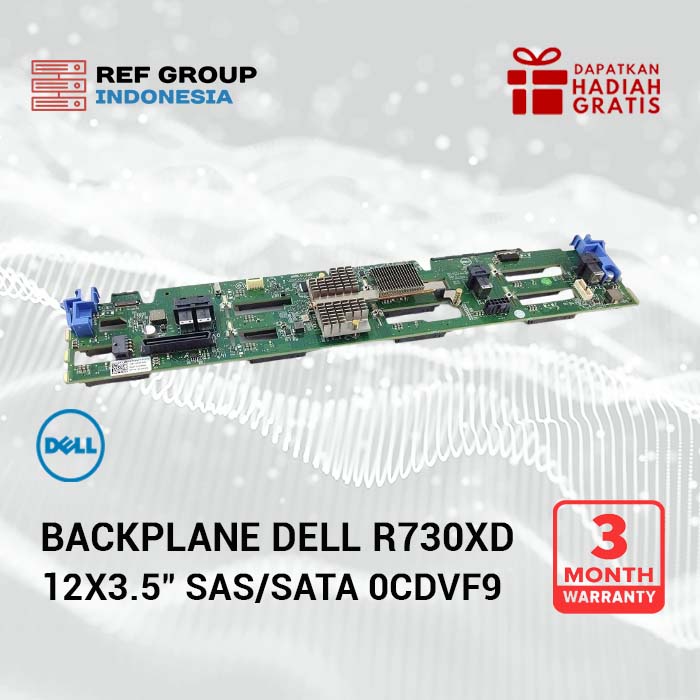 REF GROUP
INDONESIA
DAPATKAN
HADIAH
GRATIS
DELL
BACKPLANE DELL R730XD
12X3.5" SAS/SATA 0CDVF9
3
MONTH
WARRANTY